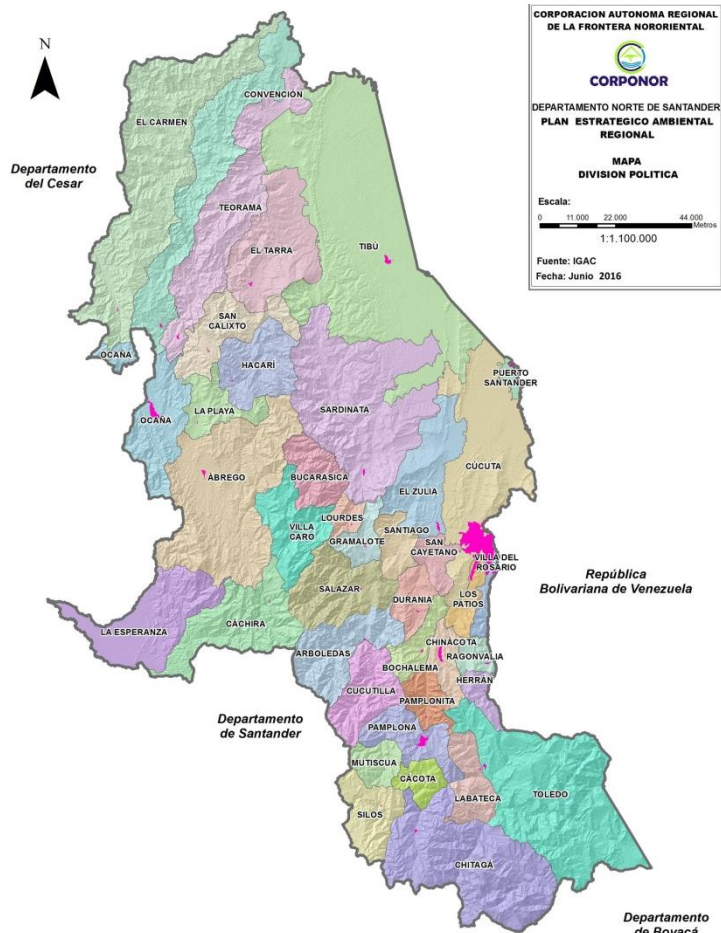 CORPORACION AUTONOMA REGIONAL
DE LA FRONTERA NORORIENTAL
CORPONOR
DEPARTAMENTO NORTE DE SANTANDER
PLAN ESTRATEGICO AMBIENTAL
REGIONAL
MAPA
DIVISION POLITICA
Escala:
0 11.000 22.000 44.000
Metros
1:1.100.000
Fuente: IGAC
Fecha: Junio 2016
N
CONVENCIÓN
EL CARMEN
Departamento
del Cesar
TEORAMA
EL TARRA
TIBÚ
SAN
CALIXTO
OCAÑA
HACARÍ
PUERTO
SANTANDER
LA PLAYA
SARDINATA
OCAÑA
CÚCUTA
ÁBREGO
BUCARASICA
EL ZULIA
LOURDES
VILLA
CARO
GRAMALOTE
SANTIAGO
SAN
CAYETANO
VILLA DEL
ROSARIO
República
Bolivariana de Venezuela
SALAZAR
DURANIA
LOS
PATIOS
LA ESPERANZA
CÁCHIRA
CHINÁCOTA
ARBOLEDAS
RAGONVALIA
BOCHALEMA
HERRÁN
CUCUTILLA
PAMPLONITA
Departamento
de Santander
PAMPLONA
MUTISCUA
CÁCOTA
LABATECA
TOLEDO
SILOS
CHITAGÁ
Departamento
de Boyacá